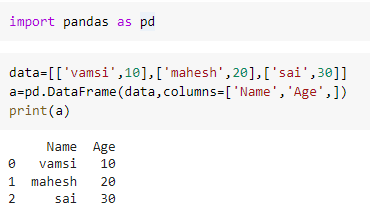 import pandas as pd
data=[['vamsi',10],['mahesh',20],['sai',30]]
a=pd.DataFrame(data,columns=['Name','Age',])
print(a)
Name Age
0 vamsi 10
1 mahesh 20
2 sai 30